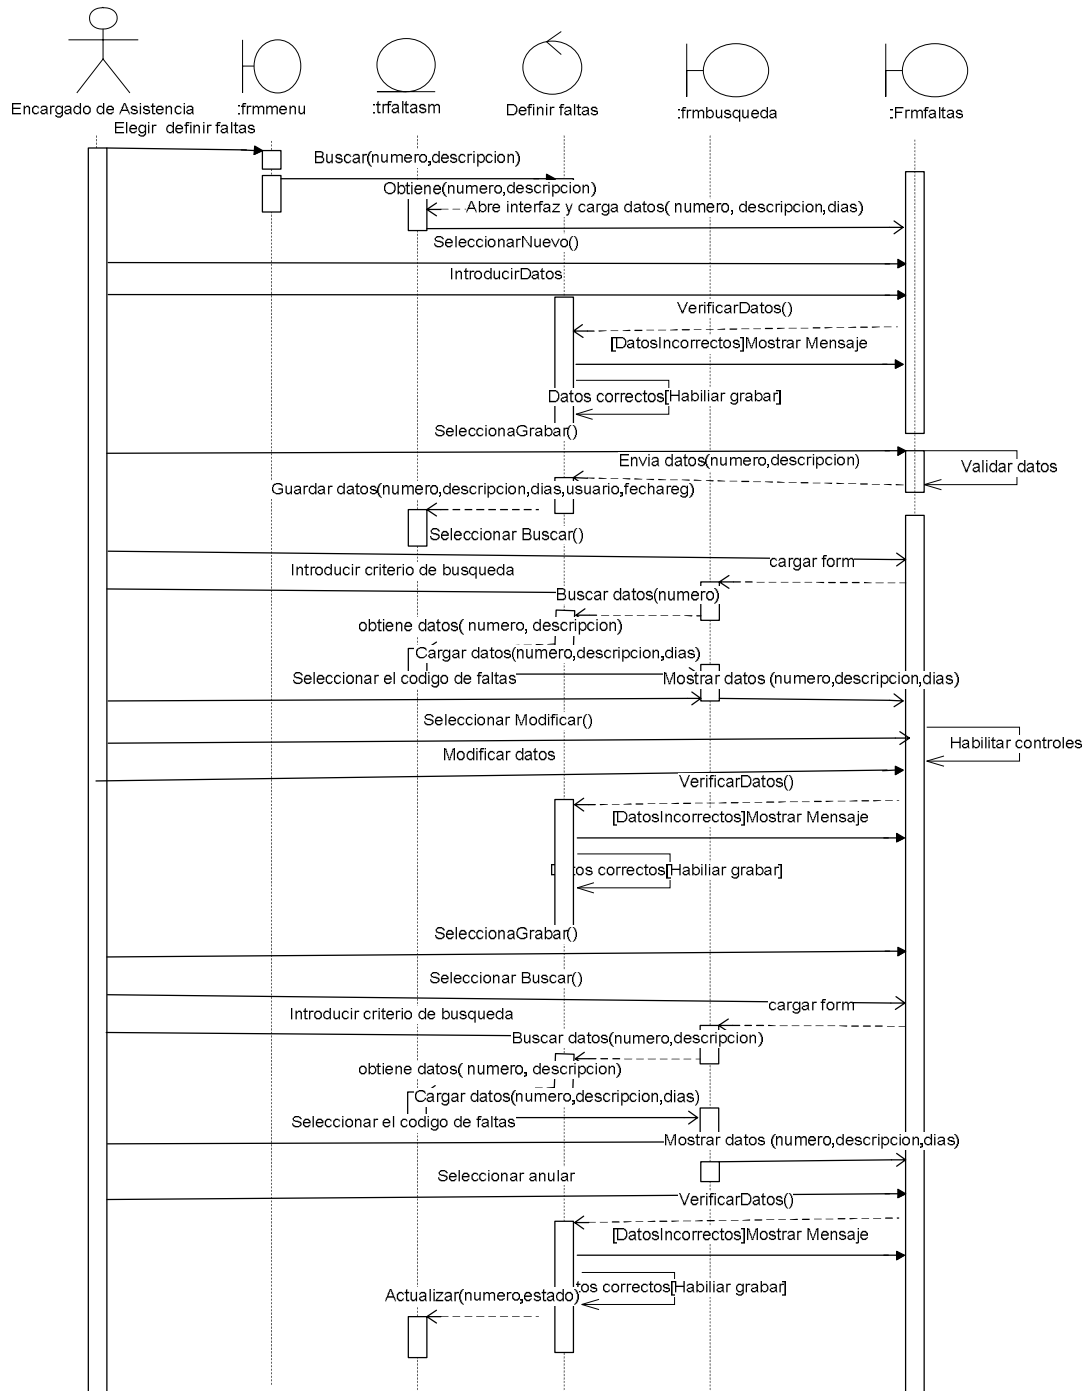 Encargado de Asistencia
:frmmenu
:trfaltasm
Definir faltas
:frmbusqueda
:Frmfaltas
Elegir definir faltas
Buscar(numero,descripcion)
Obtiene(numero,descripcion)
Abre interfaz y carga datos( numero, descripcion,dias)
SeleccionarNuevo()
IntroducirDatos
VerificarDatos()
[DatosIncorrectos]Mostrar Mensaje
Datos correctos[Habiliar grabar]
SeleccionaGrabar()
Envia datos(numero,descripcion)
Validar datos
Guardar datos(numero,descripcion,dias,usuario,fechareg)
Seleccionar Buscar()
cargar form
Introducir criterio de busqueda
Buscar datos(numero)
obtiene datos( numero, descripcion)
Cargar datos(numero,descripcion,dias)
Seleccionar el codigo de faltas
Mostrar datos (numero,descripcion,dias)
Seleccionar Modificar()
Habilitar controles
Modificar datos
VerificarDatos()
[DatosIncorrectos]Mostrar Mensaje
tos correctos[Habiliar grabar]
SeleccionaGrabar()
Seleccionar Buscar()
cargar form
Introducir criterio de busqueda
Buscar datos(numero,descripcion)
obtiene datos( numero, descripcion)
Cargar datos(numero,descripcion,dias)
Seleccionar el codigo de faltas
Mostrar datos (numero,descripcion,dias)
Seleccionar anular
VerificarDatos()
[DatosIncorrectos]Mostrar Mensaje
tos correctos[Habiliar grabar]
Actualizar(numero,estado)